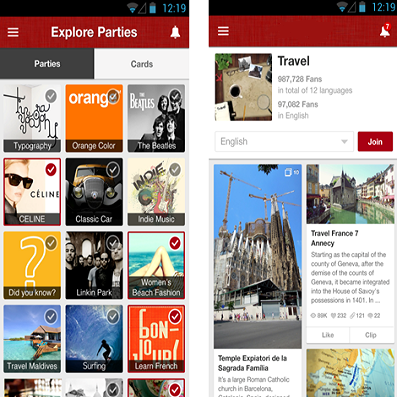 12:19
Explore Parties
Parties
Cards
Typography
orange
Orange Color
THE BEATLES
The Beatles
CÉLINE
CELINE
Classic Car
INDIE
Indie Music
?
Did you know?
Linkin Park
Women's
Beach Fashion
Travel Maldives
Surfing
BON-
JOUR!
Learn French
12:19
7
Travel
987,728 Fans
in total of 12 languages
97,082 Fans
in English
English
Join
10
Temple Expiatori de la
Sagrada Família
It's a large Roman Catholic
church in Barcelona,
Travel France 7
Annecy
Starting as the capital of the
county of Geneva, after the
demise of the counts of
Geneva, it became integrated
into the House of Savoy's
possessions in 1401. In ...
89K
232
121
22
Like
Clip